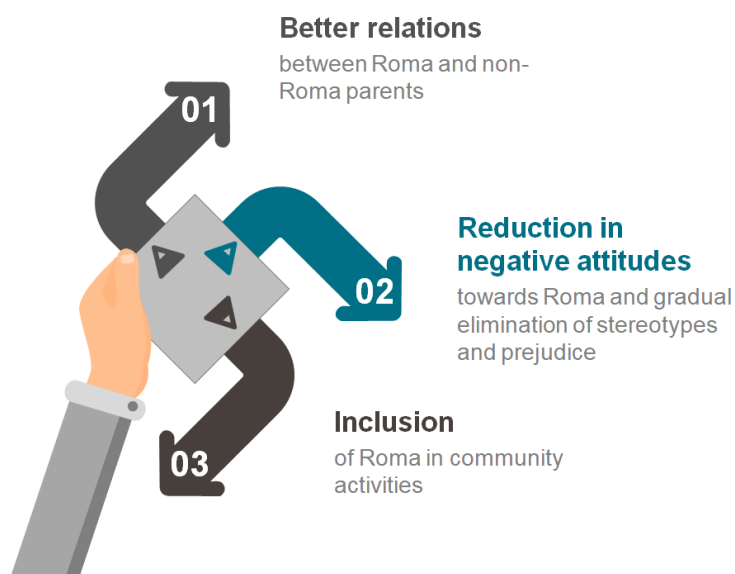 01
Better relations
between Roma and non-
Roma parents
02
Reduction in
negative attitudes
towards Roma and gradual
elimination of stereotypes
and prejudice
03
Inclusion
of Roma in community
activities